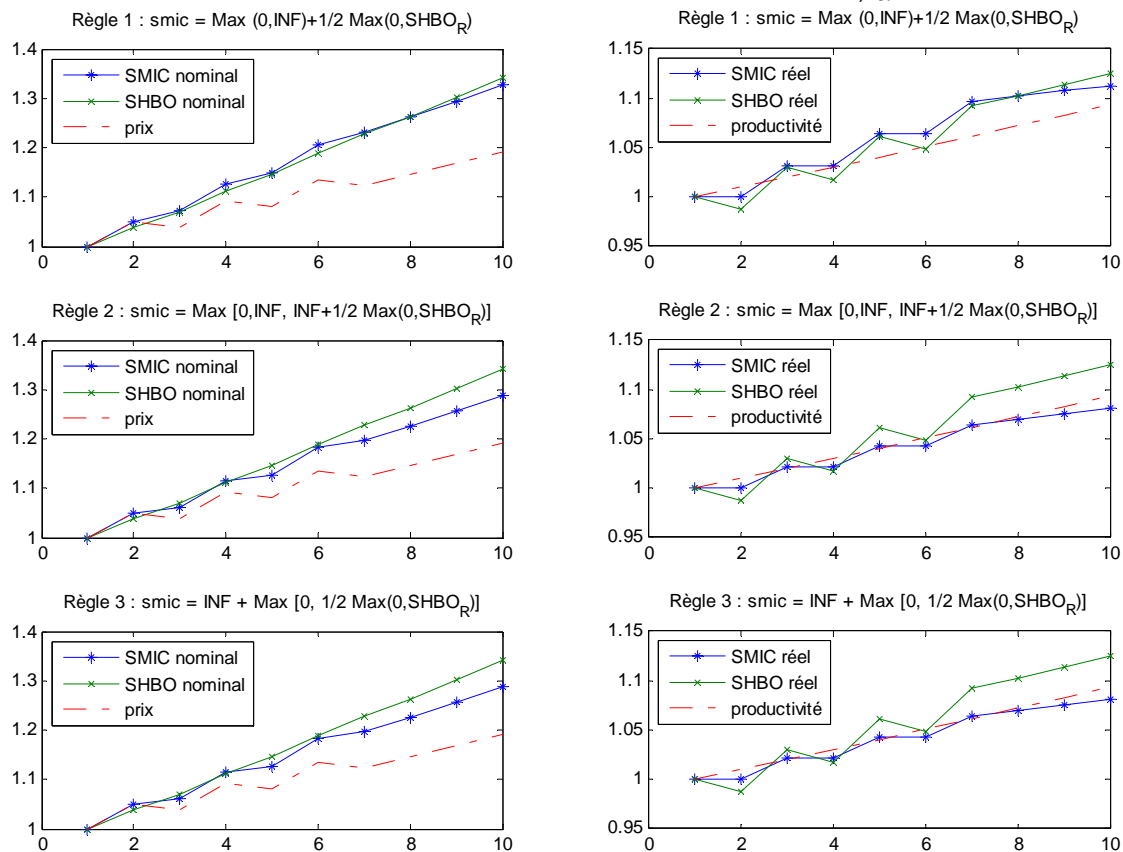 Règle 1 : smic = Max (0,INF)+1/2 Max(0,SHBO_R)
1.4
1.3
1.2
1.1
1
0 2 4 6 8 10
SMIC nominal
SHBO nominal
prix
Règle 1 : smic = Max (0,INF)+1/2 Max(0,SHBO_R)
1.15
1.1
1.05
1
0.95
0 2 4 6 8 10
SMIC réel
SHBO réel
productivité
Règle 2 : smic = Max [0,INF, INF+1/2 Max(0,SHBO_R)]
1.4
1.3
1.2
1.1
1
0 2 4 6 8 10
SMIC nominal
SHBO nominal
prix
Règle 2 : smic = Max [0,INF, INF+1/2 Max(0,SHBO_R)]
1.15
1.1
1.05
1
0.95
0 2 4 6 8 10
SMIC réel
SHBO réel
productivité
Règle 3 : smic = INF + Max [0, 1/2 Max(0,SHBO_R)]
1.4
1.3
1.2
1.1
1
0 2 4 6 8 10
SMIC nominal
SHBO nominal
prix
Règle 3 : smic = INF + Max [0, 1/2 Max(0,SHBO_R)]
1.15
1.1
1.05
1
0.95
0 2 4 6 8 10
SMIC réel
SHBO réel
productivité